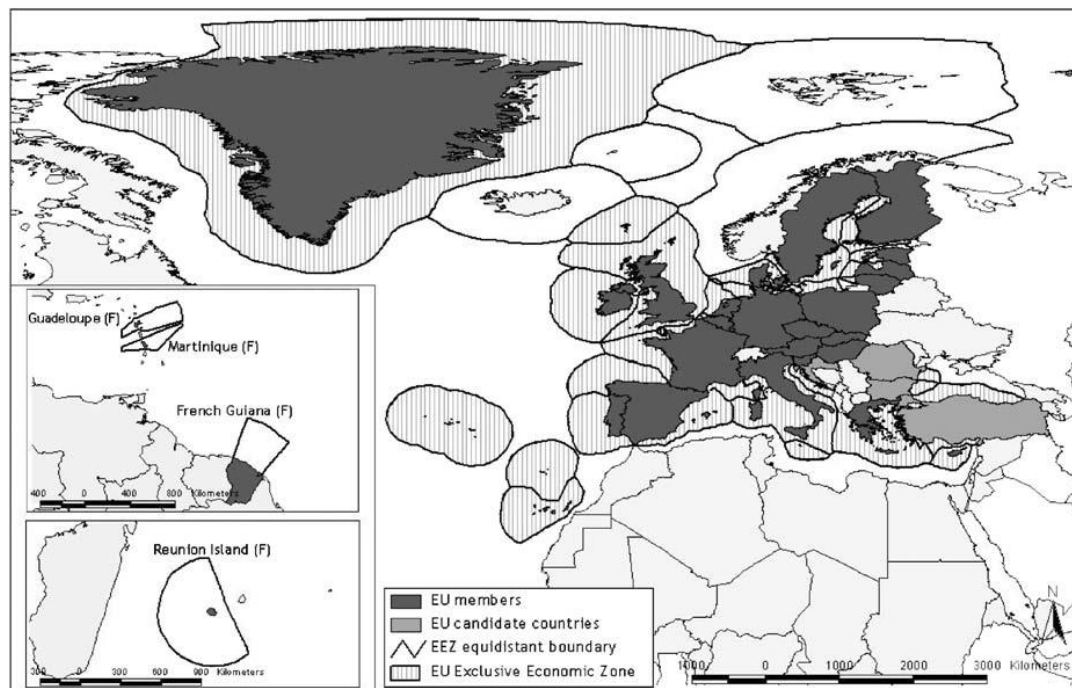 Guadeloupe (F)
Martinique (F)
French Guiana (F)
400 0 400 800 Kilometers
Reunion Island (F)
300 0 300 600 900 Kilometers
EU members
EU candidate countries
EEZ equidistant boundary
EU Exclusive Economic Zone
N
1000 0 1000 2000 3000 Kilometers